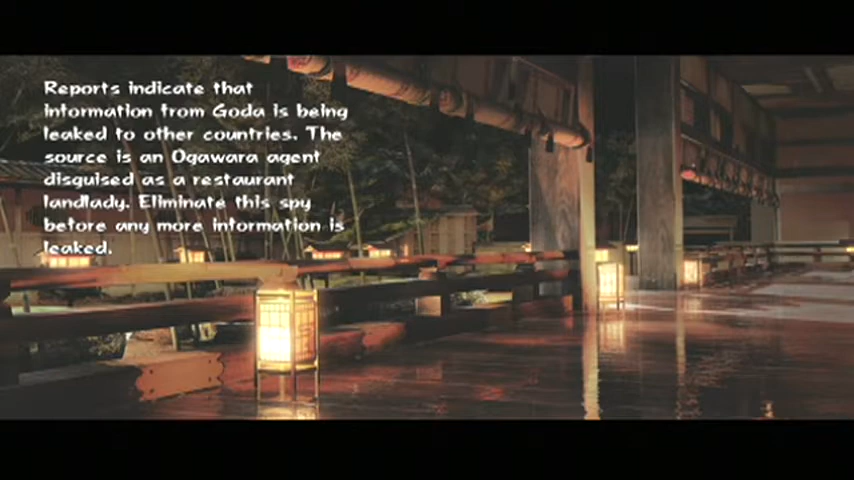 Reports indicate that
information from Goda is being
leaked to other countries. The
source is an Ogawara agent
disguised as a restaurant
landlady. Eliminate this spy
before any more information is
leaked.